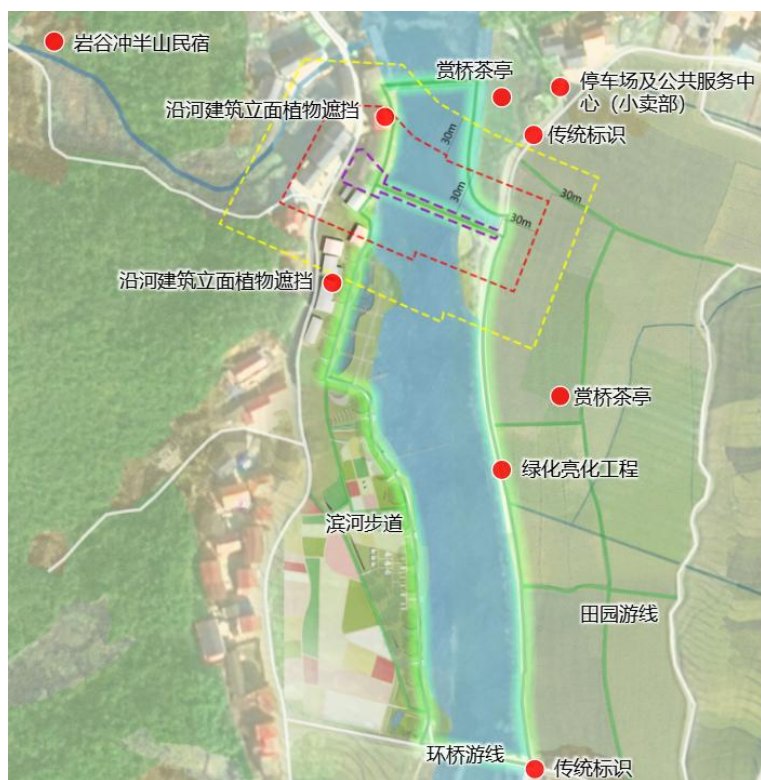 岩谷冲半山民宿
赏桥茶亭
停车场及公共服务中
心（小卖部）
沿河建筑立面植物遮挡
传统标识
30m
30m
30m
30m
沿河建筑立面植物遮挡
赏桥茶亭
绿化亮化工程
滨河步道
田园游线
环桥游线
传统标识